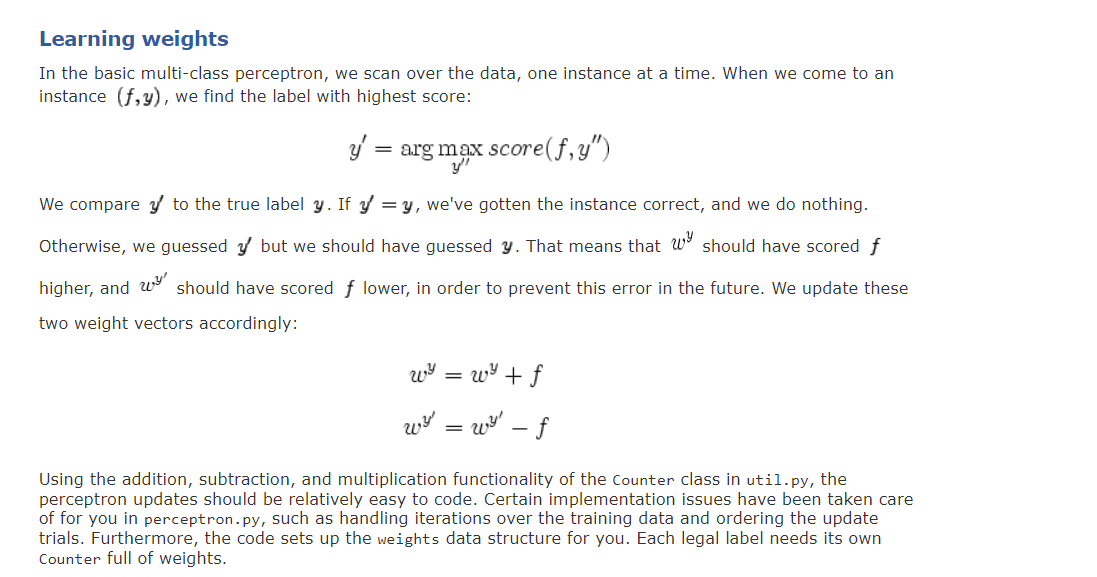 Learning weights
In the basic multi-class perceptron, we scan over the data, one instance at a time. When we come to an
instance (f,y), we find the label with highest score:
y′ = arg max score(f,y″)
y″
We compare y′ to the true label y. If y′ = y, we've gotten the instance correct, and we do nothing.
Otherwise, we guessed y′ but we should have guessed y. That means that w^y should have scored f
higher, and w^y′ should have scored f lower, in order to prevent this error in the future. We update these
two weight vectors accordingly:
w^y = w^y + f
w^y′ = w^y′ − f
Using the addition, subtraction, and multiplication functionality of the Counter class in util.py, the
perceptron updates should be relatively easy to code. Certain implementation issues have been taken care
of for you in perceptron.py, such as handling iterations over the training data and ordering the update
trials. Furthermore, the code sets up the weights data structure for you. Each legal label needs its own
Counter full of weights.